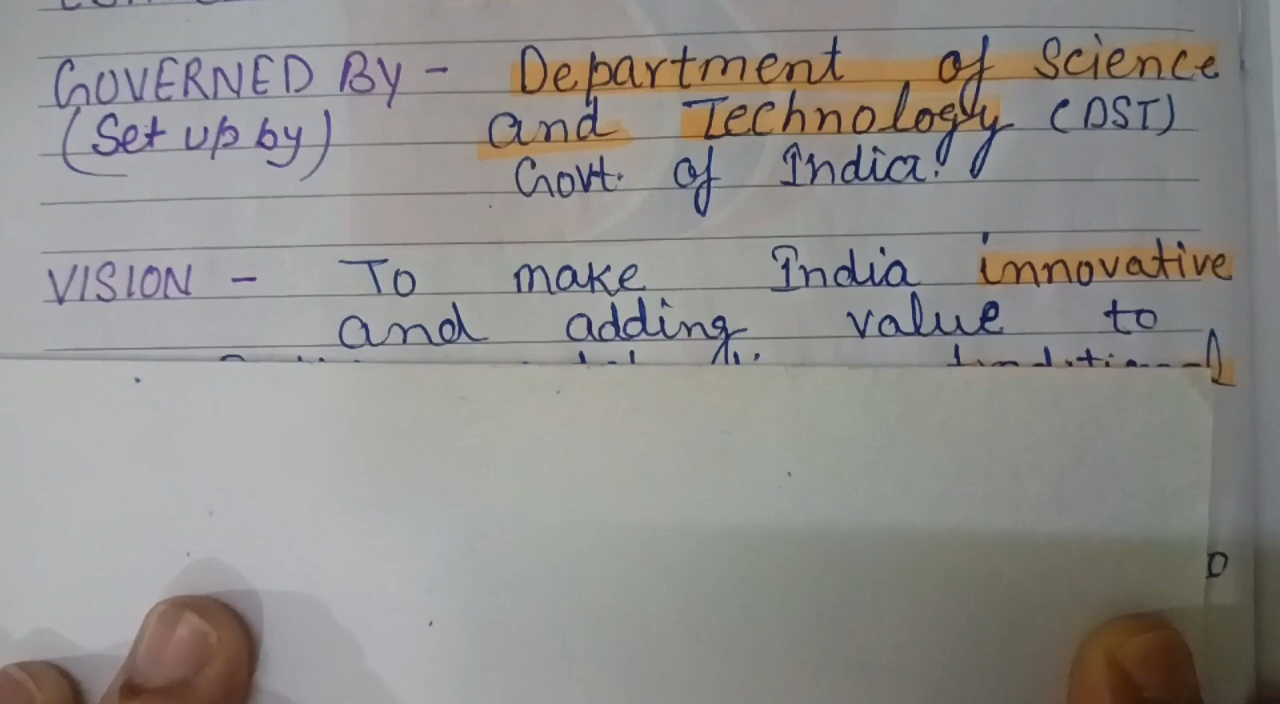 GOVERNED BY - Department of Science
(Set up by) and Technology (DST)
Govt. of India.
VISION - To make India innovative
and adding value to